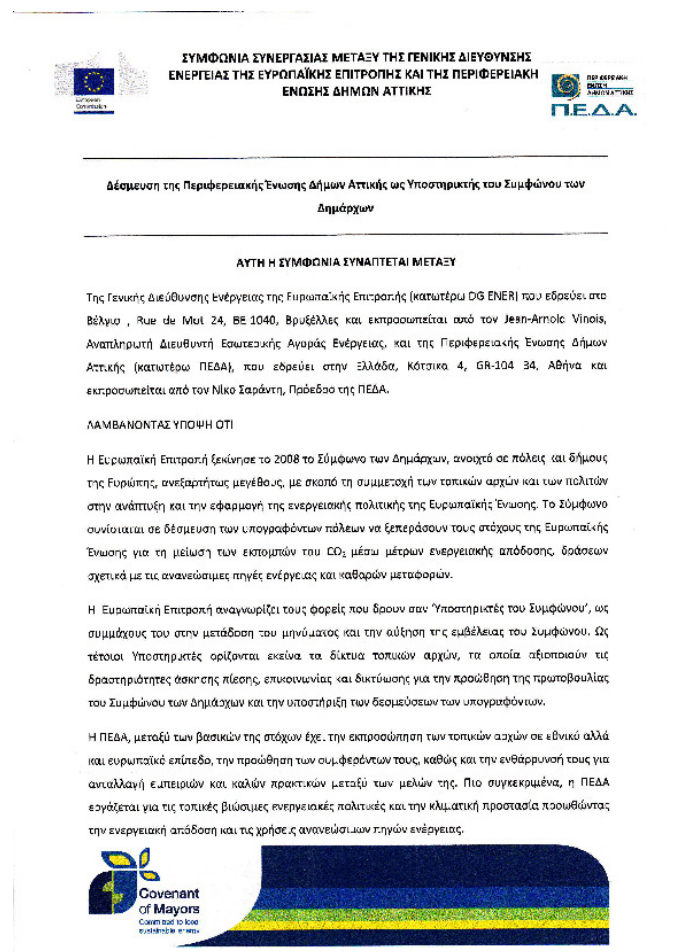 ΣΥΜΦΩΝΙΑ ΣΥΝΕΡΓΑΣΙΑΣ ΜΕΤΑΞΥ ΤΗΣ ΓΕΝΙΚΗΣ ΔΙΕΥΘΥΝΣΗΣ
ΕΝΕΡΓΕΙΑΣ ΤΗΣ ΕΥΡΩΠΑΪΚΗΣ ΕΠΙΤΡΟΠΗΣ ΚΑΙ ΤΗΣ ΠΕΡΙΦΕΡΕΙΑΚΗ
ΕΝΩΣΗΣ ΔΗΜΩΝ ΑΤΤΙΚΗΣ
European
Commission
ΠΕΡΙΦΕΡΕΙΑΚΗ
ΕΝΩΣΗ
ΔΗΜΩΝ ΑΤΤΙΚΗΣ
Π.Ε.Δ.Α.
Δέσμευση της Περιφερειακής Ένωσης Δήμων Αττικής ως Υποστηρικτής του Συμφώνου των
Δημάρχων
ΑΥΤΗ Η ΣΥΜΦΩΝΙΑ ΣΥΝΑΠΤΕΤΑΙ ΜΕΤΑΞΥ
Της Γενικής Διεύθυνσης Ενέργειας της Ευρωπαϊκής Επιτροπής (κατωτέρω DG ENER) που εδρεύει στο
Βέλγιο , Rue de Mot 24, BE 1040, Βρυξέλλες και εκπροσωπείται από τον Jean-Arnold Vinois,
Αναπληρωτή Διευθυντή Εσωτερικής Αγοράς Ενέργειας, και της Περιφερειακής Ένωσης Δήμων
Αττικής (κατωτέρω ΠΕΔΑ), που εδρεύει στην Ελλάδα, Κότσικα 4, GR-104 34, Αθήνα και
εκπροσωπείται από τον Νίκο Σαράντη, Πρόεδρο της ΠΕΔΑ.
ΛΑΜΒΑΝΟΝΤΑΣ ΥΠΟΨΗ ΟΤΙ
Η Ευρωπαϊκή Επιτροπή ξεκίνησε το 2008 το Σύμφωνο των Δημάρχων, ανοιχτό σε πόλεις και δήμους
της Ευρώπης, ανεξαρτήτως μεγέθους, με σκοπό τη συμμετοχή των τοπικών αρχών και των πολιτών
στην ανάπτυξη και την εφαρμογή της ενεργειακής πολιτικής της Ευρωπαϊκής Ένωσης. Το Σύμφωνο
συνίσταται σε δέσμευση των υπογραφόντων πόλεων να ξεπεράσουν τους στόχους της Ευρωπαϊκής
Ένωσης για τη μείωση των εκπομπών του CO₂ μέσω μέτρων ενεργειακής απόδοσης, δράσεων
σχετικά με τις ανανεώσιμες πηγές ενέργειας και καθαρών μεταφορών.
Η Ευρωπαϊκή Επιτροπή αναγνωρίζει τους φορείς που δρουν σαν 'Υποστηρικτές του Συμφώνου', ως
συμμάχους του στην μετάδοση του μηνύματος και την αύξηση της εμβέλειας του Συμφώνου. Ως
τέτοιοι Υποστηρικτές ορίζονται εκείνα τα δίκτυα τοπικών αρχών, τα οποία αξιοποιούν τις
δραστηριότητες άσκησης πίεσης, επικοινωνίας και δικτύωσης για την προώθηση της πρωτοβουλίας
του Συμφώνου των Δημάρχων και την υποστήριξη των δεσμεύσεων των υπογραφόντων.
Η ΠΕΔΑ, μεταξύ των βασικών της στόχων έχει την εκπροσώπηση των τοπικών αρχών σε εθνικό αλλά
και ευρωπαϊκό επίπεδο, την προώθηση των συμφερόντων τους, καθώς και την ενθάρρυνσή τους για
ανταλλαγή εμπειριών και καλών πρακτικών μεταξύ των μελών της. Πιο συγκεκριμένα, η ΠΕΔΑ
εργάζεται για τις τοπικές βιώσιμες ενεργειακές πολιτικές και την κλιματική προστασία προωθώντας
την ενεργειακή απόδοση και τις χρήσεις ανανεώσιμων πηγών ενέργειας.
Covenant
of Mayors
Committed to local
sustainable energy